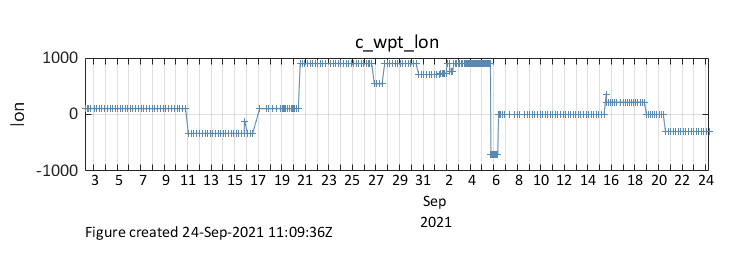 c_wpt_lon
1000
0
-1000
lon
3 5 7 9 11 13 15 17 19 21 23 25 27 29 31 2 4 6 8 10 12 14 16 18 20 22 24
Sep
2021
Figure created 24-Sep-2021 11:09:36Z